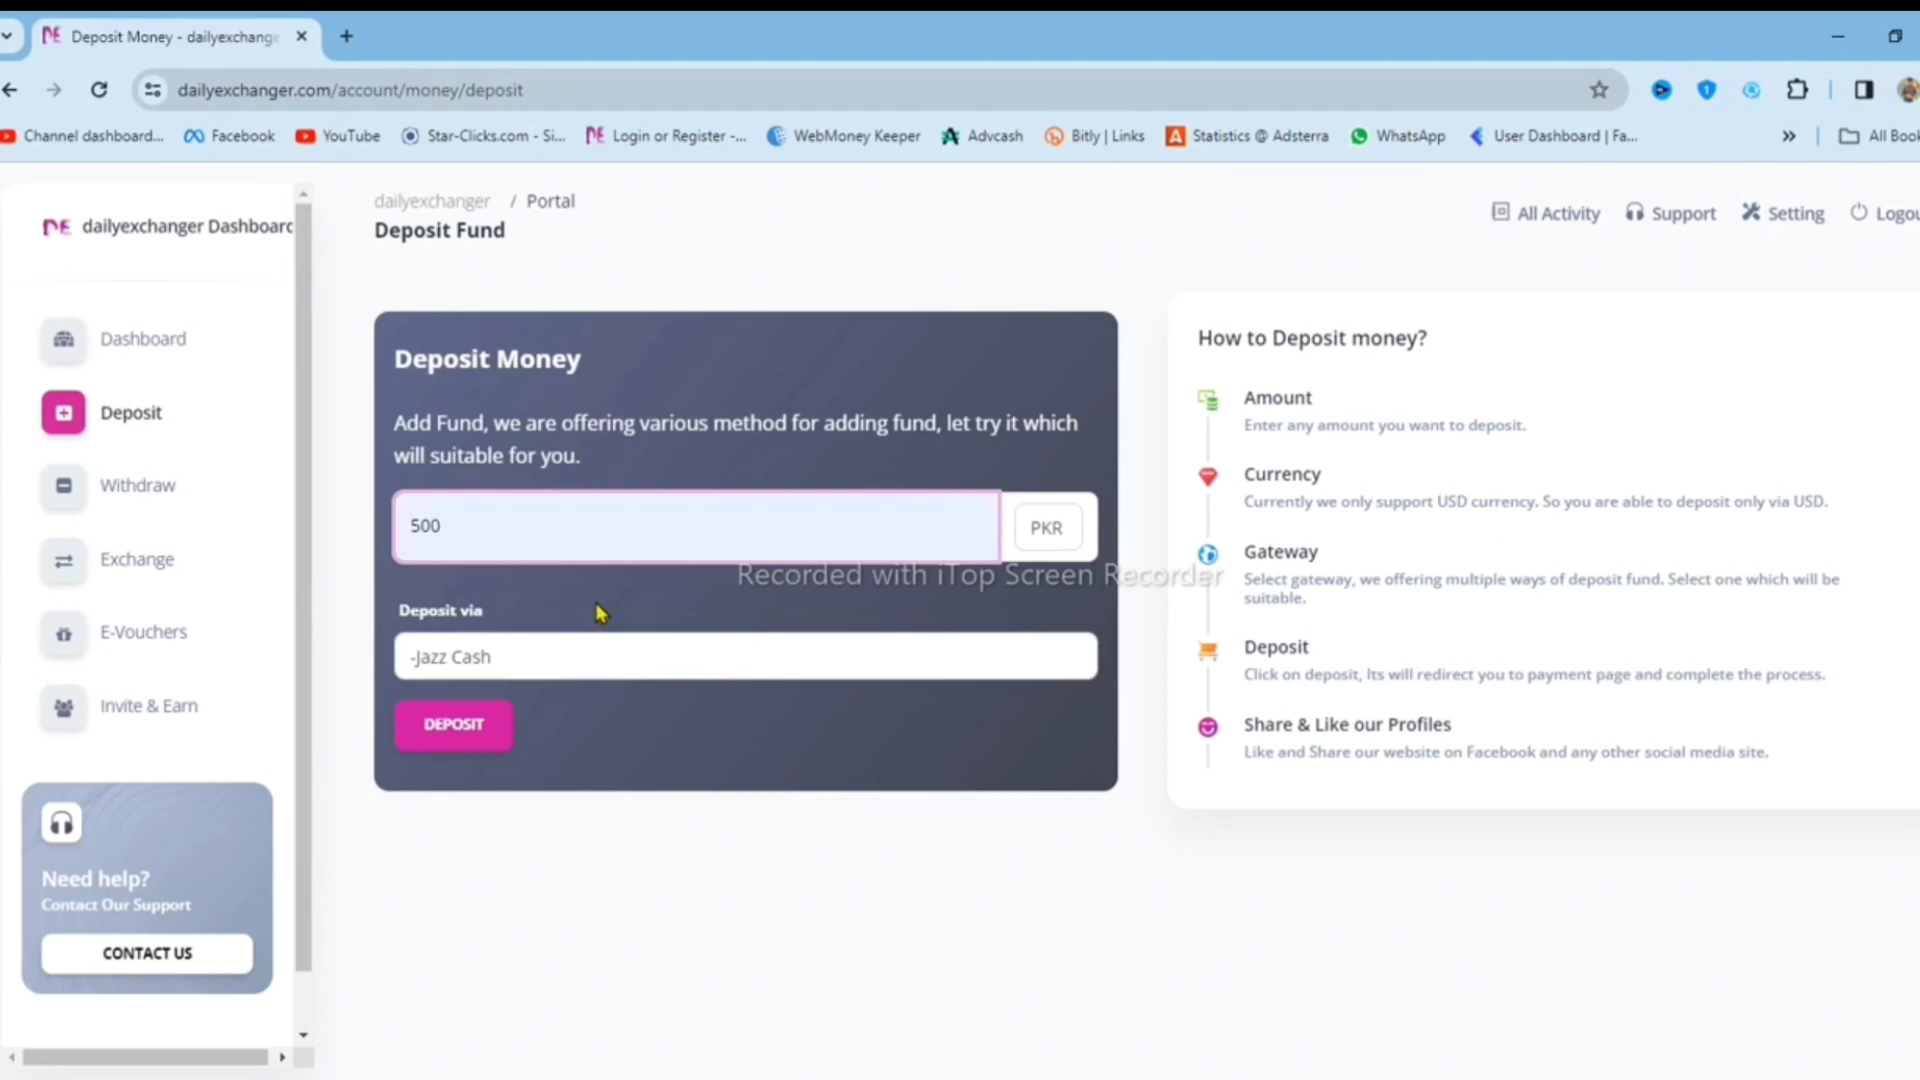 Deposit Money - dailyexchange
dailyexchanger.com/account/money/deposit
Channel dashboard...
Facebook
YouTube
Star-Clicks.com - Si...
Login or Register -...
WebMoney Keeper
Advcash
Bitly | Links
Statistics @ Adsterra
WhatsApp
User Dashboard | Fa...
»
All Book
DE dailyexchanger Dashboard
dailyexchanger / Portal
Deposit Fund
All Activity
Support
Setting
Logou
Dashboard
Deposit
Withdraw
Exchange
E-Vouchers
Invite & Earn
Need help?
Contact Our Support
CONTACT US
Deposit Money
Add Fund, we are offering various method for adding fund, let try it which
will suitable for you.
500
PKR
Recorded with iTop Screen Recorder
Deposit via
-Jazz Cash
DEPOSIT
How to Deposit money?
Amount
Enter any amount you want to deposit.
Currency
Currently we only support USD currency. So you are able to deposit only via USD.
Gateway
Select gateway, we offering multiple ways of deposit fund. Select one which will be
suitable.
Deposit
Click on deposit, Its will redirect you to payment page and complete the process.
Share & Like our Profiles
Like and Share our website on Facebook and any other social media site.